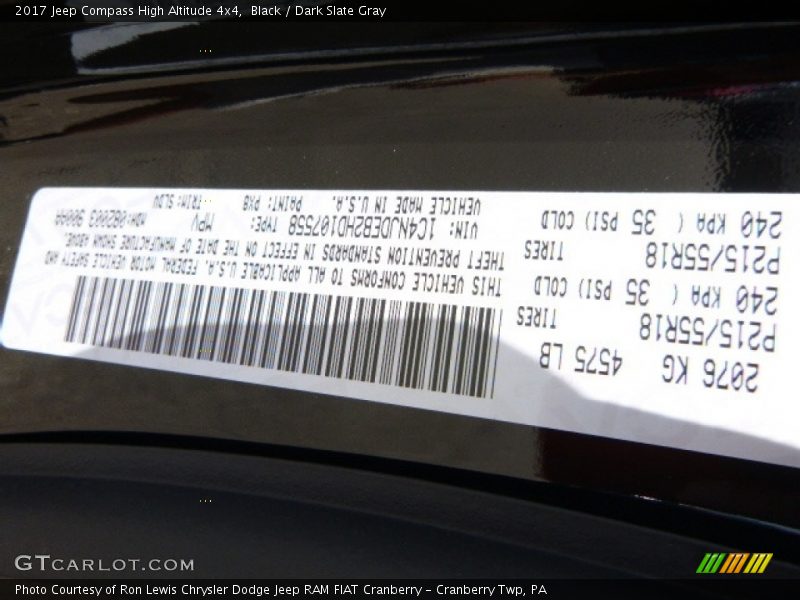 2017 Jeep Compass High Altitude 4x4,  Black / Dark Slate Gray
2076 KG 4575 LB
P215/55R18 TIRES
240 KPA ( 35 PSI) COLD
P215/55R18 TIRES
240 KPA ( 35 PSI) COLD
THIS VEHICLE CONFORMS TO ALL APPLICABLE U.S.A. FEDERAL MOTOR VEHICLE SAFETY AND
THEFT PREVENTION STANDARDS IN EFFECT ON THE DATE OF MANUFACTURE SHOWN ABOVE.
VIN: 1C4NJDEB2HD107558 TYPE: MPV
VEHICLE MADE IN U.S.A. PAINT: PX8 TRIM: SLDV
GTCARLOT.COM
Photo Courtesy of Ron Lewis Chrysler Dodge Jeep RAM FIAT Cranberry – Cranberry Twp, PA